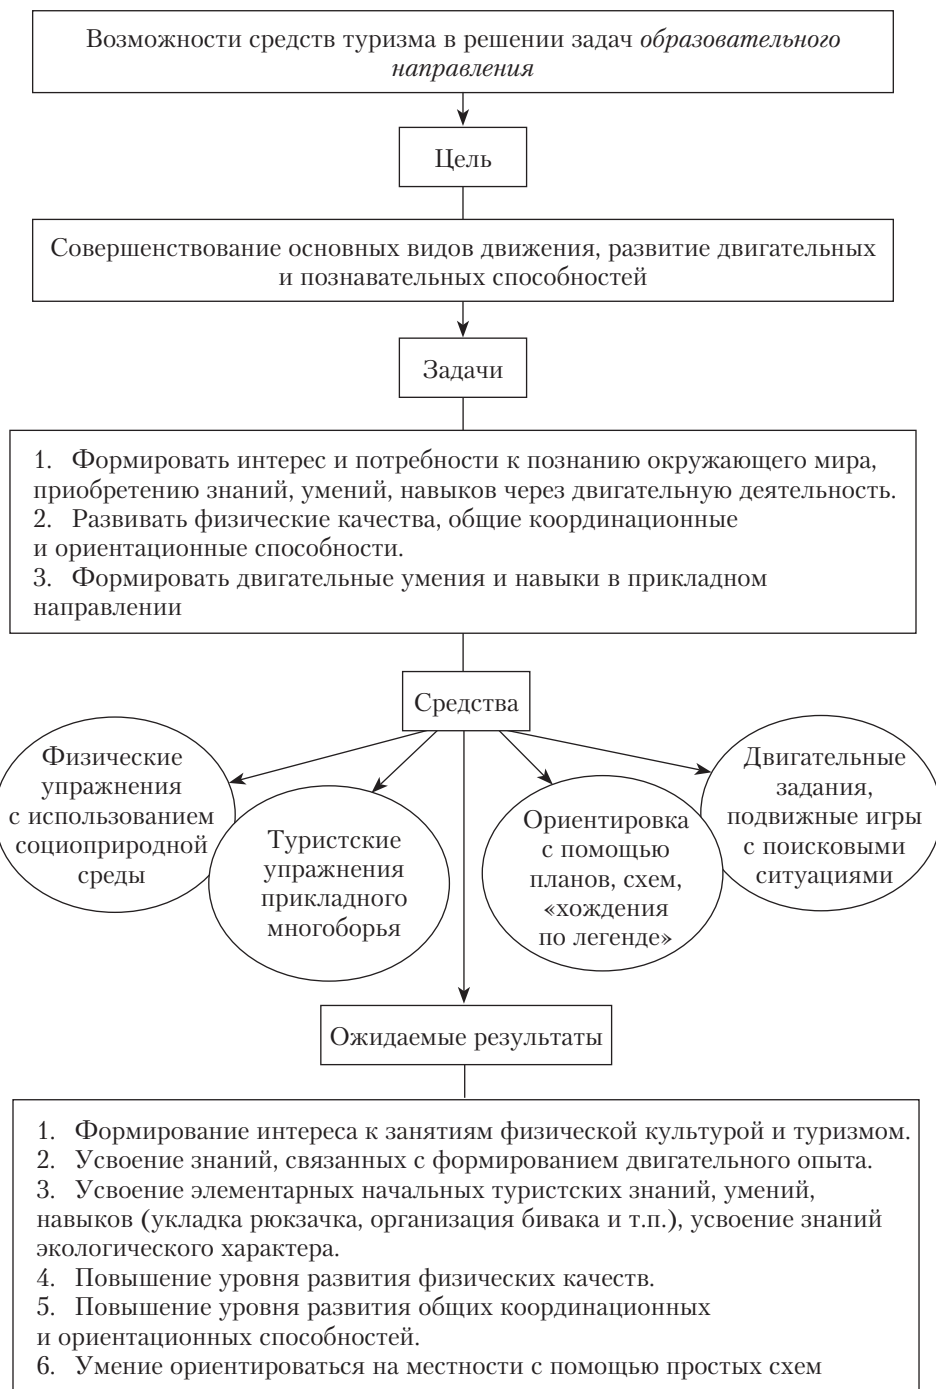 Возможности средств туризма в решении задач образовательного
направления
Цель
Совершенствование основных видов движения, развитие двигательных
и познавательных способностей
Задачи
1. Формировать интерес и потребности к познанию окружающего мира,
приобретению знаний, умений, навыков через двигательную деятельность.
2. Развивать физические качества, общие координационные
и ориентационные способности.
3. Формировать двигательные умения и навыки в прикладном
направлении
Средства
Физические
упражнения
с использованием
социоприродной
среды
Туристские
упражнения
прикладного
многоборья
Ориентировка
с помощью
планов, схем,
«хождения
по легенде»
Двигательные
задания,
подвижные игры
с поисковыми
ситуациями
Ожидаемые результаты
1. Формирование интереса к занятиям физической культурой и туризмом.
2. Усвоение знаний, связанных с формированием двигательного опыта.
3. Усвоение элементарных начальных туристских знаний, умений,
навыков (укладка рюкзачка, организация бивака и т.п.), усвоение знаний
экологического характера.
4. Повышение уровня развития физических качеств.
5. Повышение уровня развития общих координационных
и ориентационных способностей.
6. Умение ориентироваться на местности с помощью простых схем